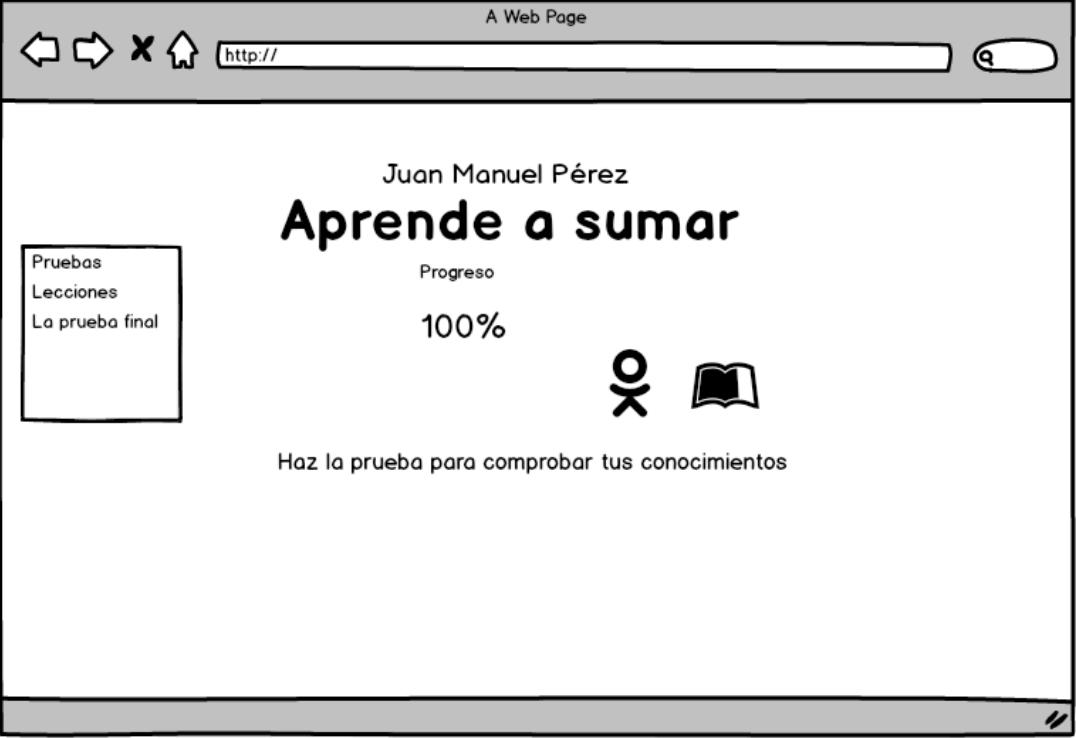 A Web Page
http://
Juan Manuel Pérez
Aprende a sumar
Pruebas
Lecciones
La prueba final
Progreso
100%
Haz la prueba para comprobar tus conocimientos